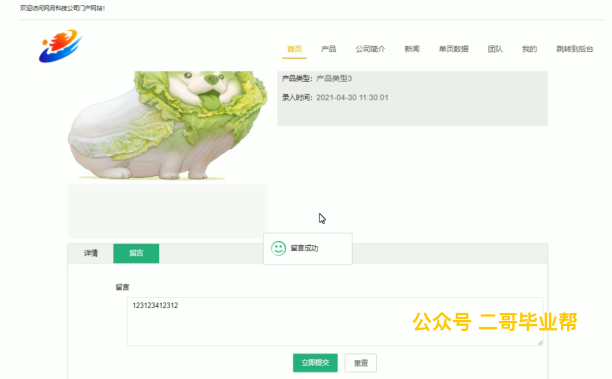 欢迎访问网月科技公司门户网站!
首页 产品 公司简介 新闻 单页数据 团队 我的 跳转到后台
产品类型: 产品类型3
录入时间: 2021-04-30 11:30:01
留言成功
详情 留言
留言
123123412312
公众号 二哥毕业帮
立即提交 重置